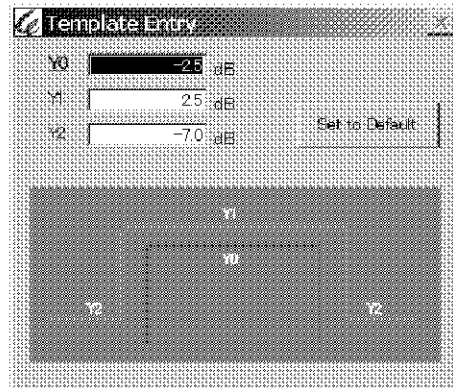 Template Entry
Y0 -2.5 dB
Y1 2.5 dB
Y2 -7.0 dB
Set to Default
Y1
Y0
Y2 Y2